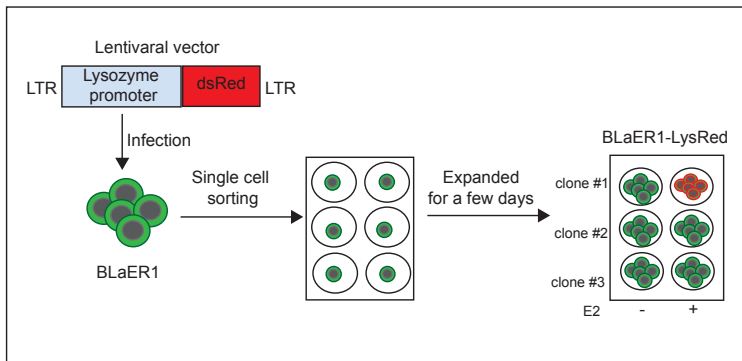 Lentivaral vector
LTR
Lysozyme
promoter
dsRed
LTR
Infection
BLaER1
Single cell
sorting
Expanded
for a few days
BLaER1-LysRed
clone #1
clone #2
clone #3
E2 - +